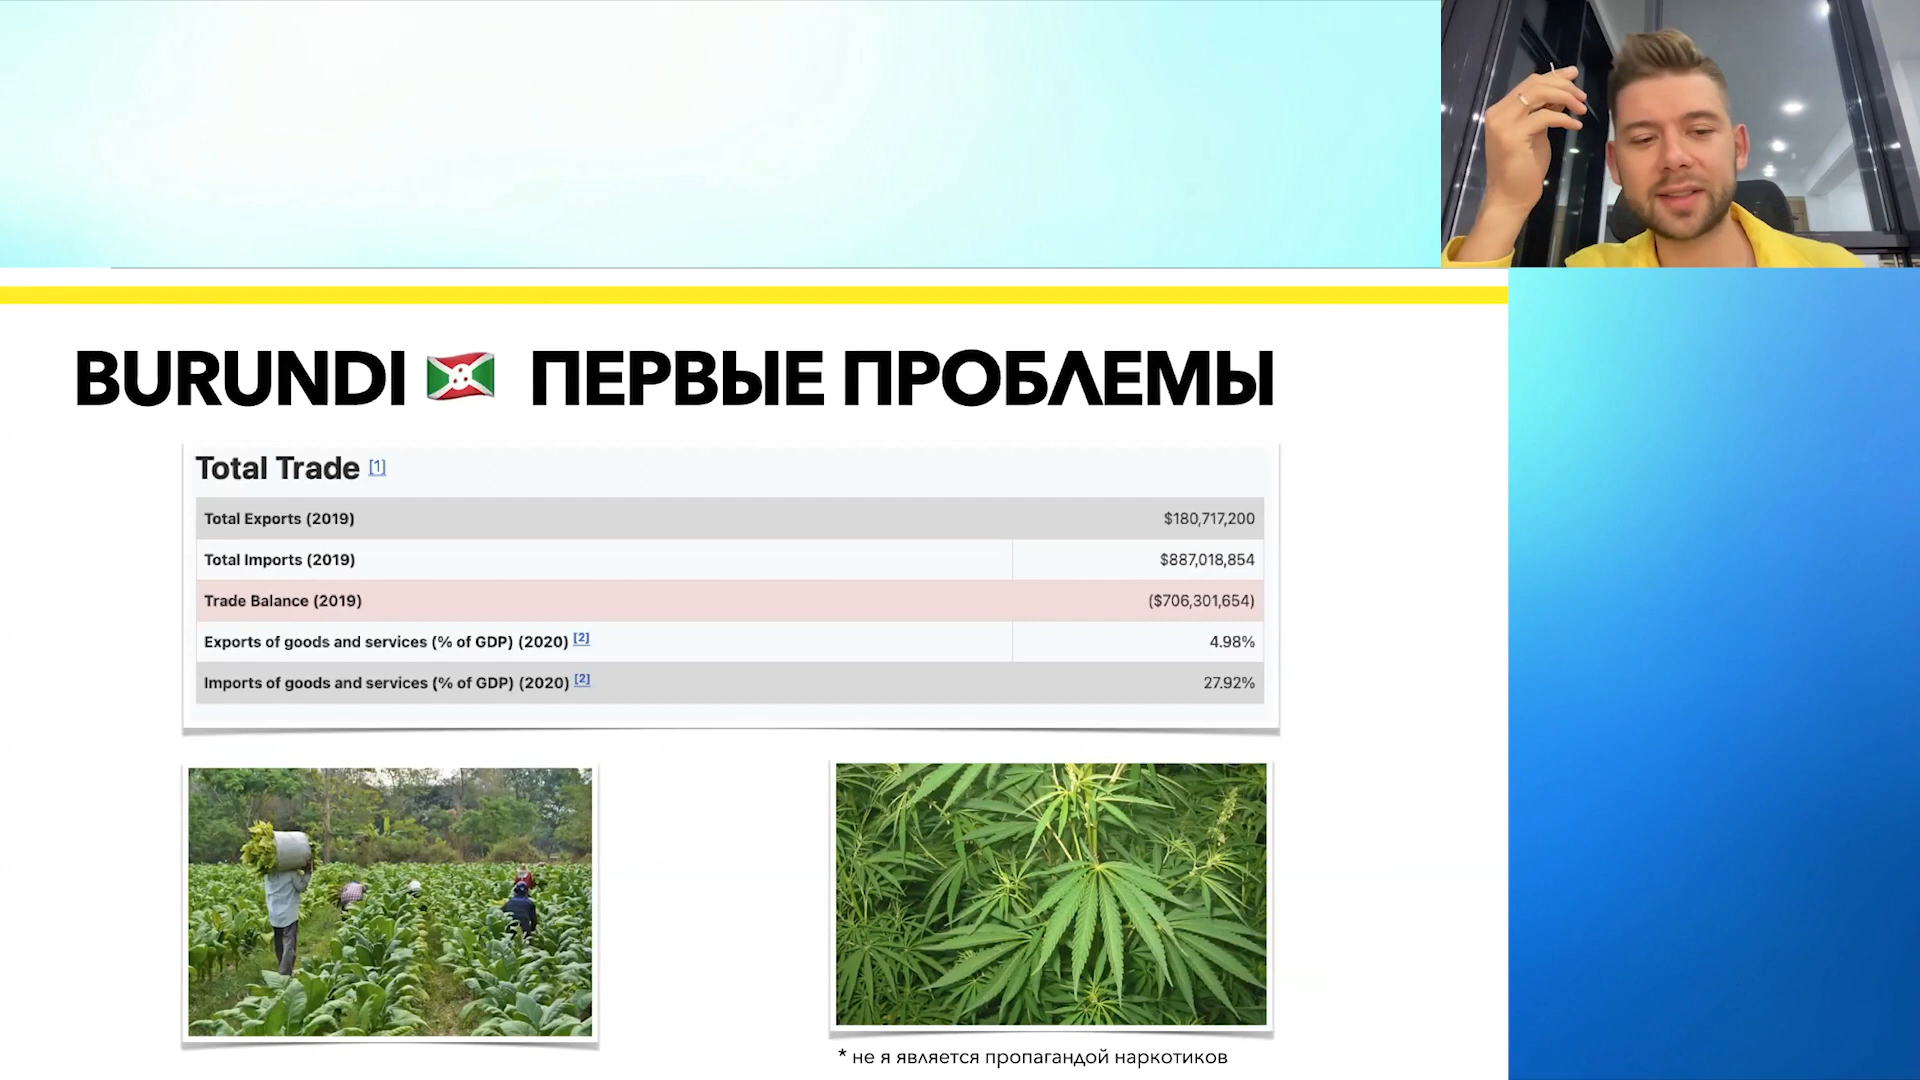 BURUNDI 🇧🇮 ПЕРВЫЕ ПРОБЛЕМЫ
Total Trade [1]
Total Exports (2019) $180,717,200
Total Imports (2019) $887,018,854
Trade Balance (2019) ($706,301,654)
Exports of goods and services (% of GDP) (2020) [2] 4.98%
Imports of goods and services (% of GDP) (2020) [2] 27.92%
* не я является пропагандой наркотиков